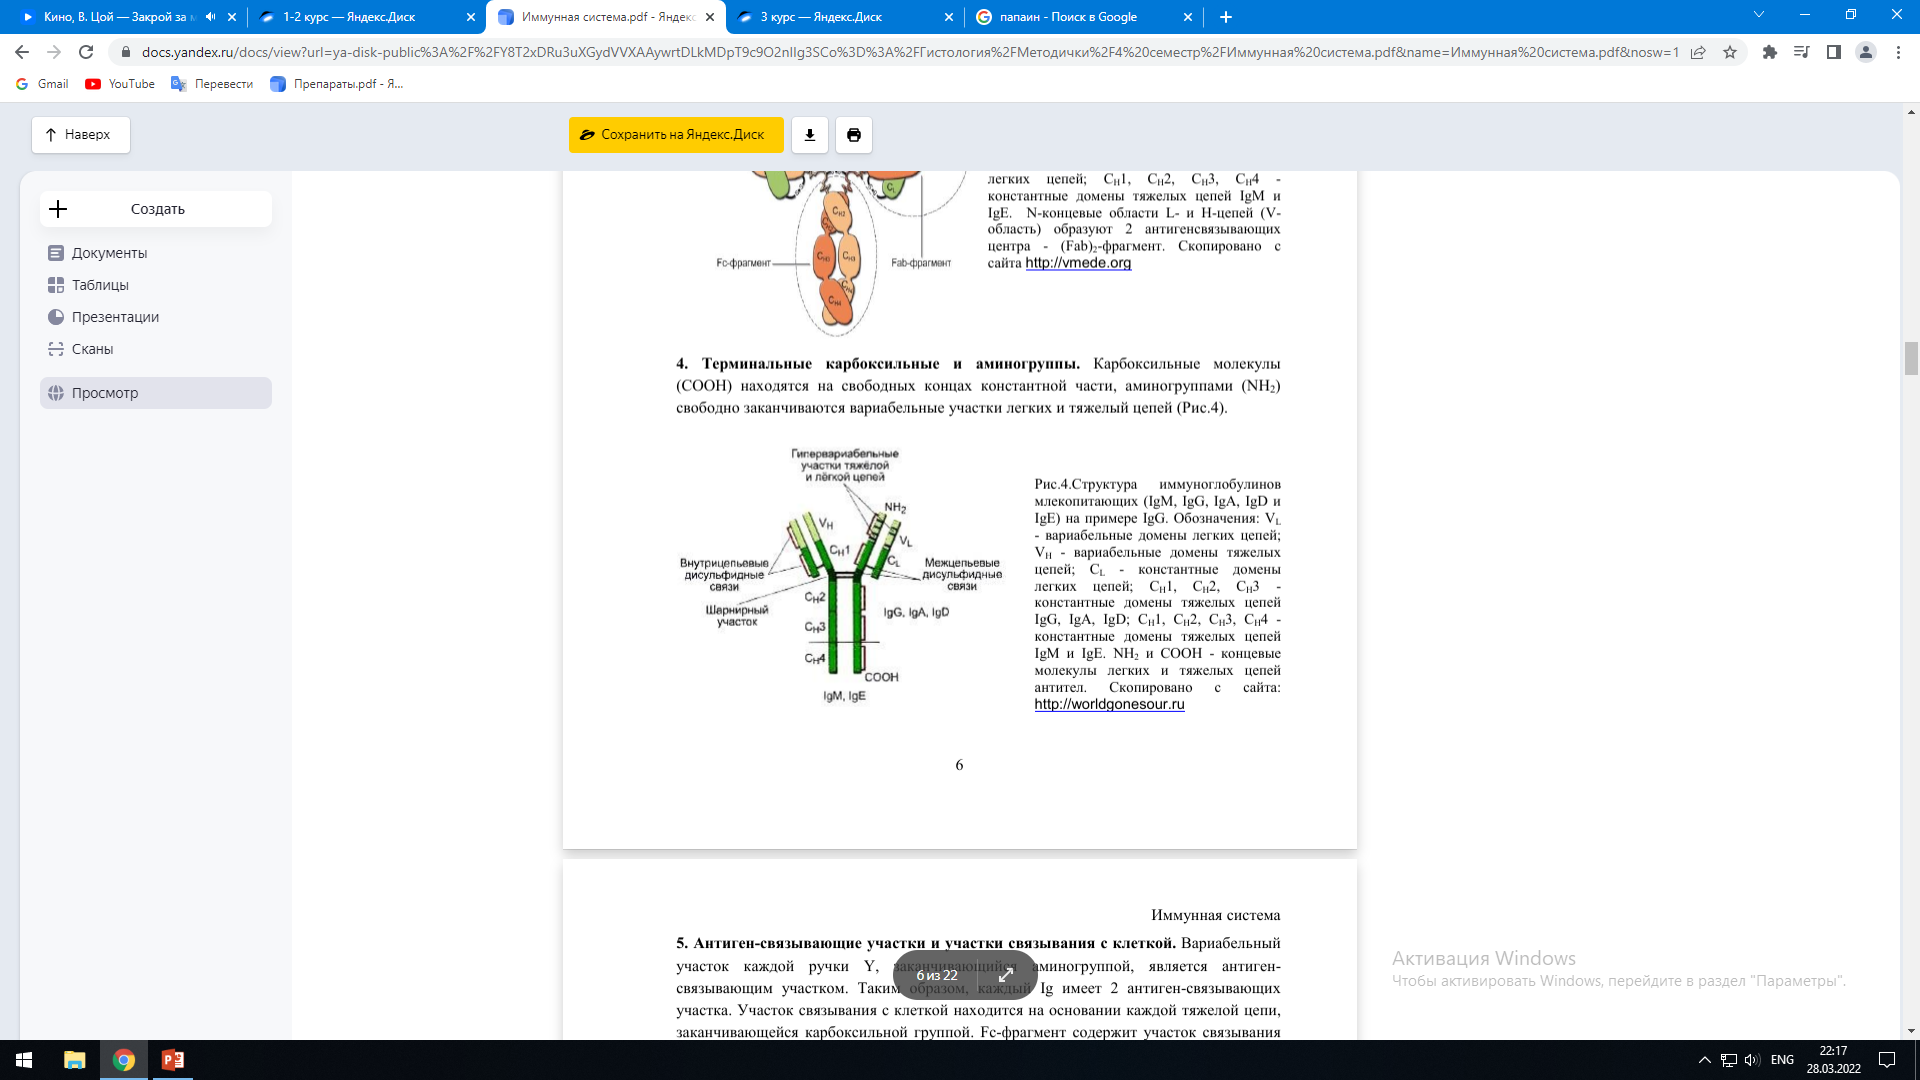 Кино, В. Цой — Закрой за м
1-2 курс — Яндекс.Диск
Иммунная система.pdf - Яндекс
3 курс — Яндекс.Диск
папаин - Поиск в Google
docs.yandex.ru/docs/view?url=ya-disk-public%3A%2F%2FY8T2xDRu3uXGydVVXAAywrtDLkMDpT9c9O2nIIg3SCo%3D%3A%2FГистология%2FМетодички%2F4%20семестр%2FИммунная%20система.pdf&name=Иммунная%20система.pdf&nosw=1
Gmail
YouTube
Перевести
Препараты.pdf - Я...
Наверх
Сохранить на Яндекс.Диск
Создать
Документы
Таблицы
Презентации
Сканы
Просмотр
CL
CH2
CH3
CH3
CH4
CH4
Fc-фрагмент
Fab-фрагмент
легких цепей; CH1, CH2, CH3, CH4 -
константные домены тяжелых цепей IgM и
IgE. N-концевые области L- и H-цепей (V-
область) образуют 2 антигенсвязывающих
центра - (Fab)2-фрагмент. Скопировано с
сайта http://vmede.org
4. Терминальные карбоксильные и аминогруппы. Карбоксильные молекулы
(COOH) находятся на свободных концах константной части, аминогруппами (NH2)
свободно заканчиваются вариабельные участки легких и тяжелый цепей (Рис.4).
Гипервариабельные
участки тяжёлой
и лёгкой цепей
NH2
VH
VL
CH1
CL
Внутрицепьевые
дисульфидные
связи
Межцепьевые
дисульфидные
связи
Шарнирный
участок
CH2
IgG, IgA, IgD
CH3
CH4
COOH
IgM, IgE
Рис.4.Структура иммуноглобулинов
млекопитающих (IgM, IgG, IgA, IgD и
IgE) на примере IgG. Обозначения: VL
- вариабельные домены легких цепей;
VH - вариабельные домены тяжелых
цепей; CL - константные домены
легких цепей; CH1, CH2, CH3 -
константные домены тяжелых цепей
IgG, IgA, IgD; CH1, CH2, CH3, CH4 -
константные домены тяжелых цепей
IgM и IgE. NH2 и COOH - концевые
молекулы легких и тяжелых цепей
антител. Скопировано с сайта:
http://worldgonesour.ru
6
Иммунная система
5. Антиген-связывающие участки и участки связывания с клеткой. Вариабельный
участок каждой ручки Y, заканчивающийся аминогруппой, является антиген-
связывающим участком. Таким образом, каждый Ig имеет 2 антиген-связывающих
участка. Участок связывания с клеткой находится на основании каждой тяжелой цепи,
заканчивающейся карбоксильной группой. Fc-фрагмент содержит участок связывания
6 из 22
Активация Windows
Чтобы активировать Windows, перейдите в раздел "Параметры".
ENG
22:17
28.03.2022